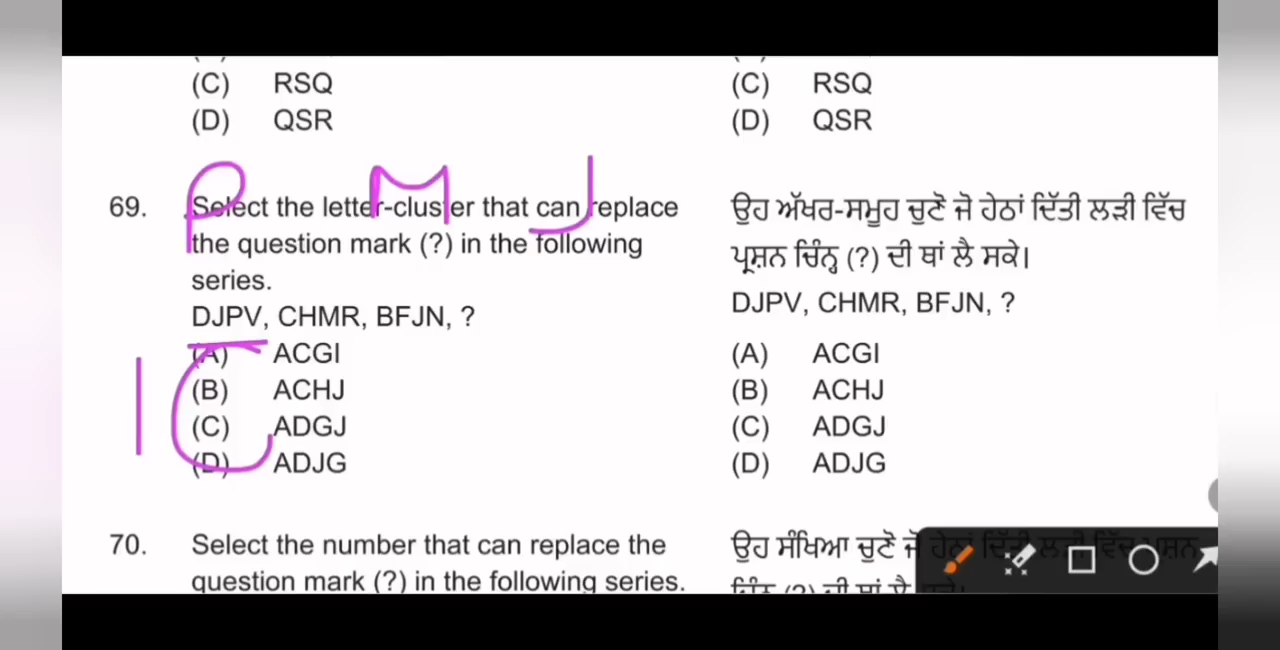 (C) RSQ
(D) QSR
P M J
69. Select the letter-cluster that can replace
the question mark (?) in the following
series.
DJPV, CHMR, BFJN, ?
(A) ACGI
(B) ACHJ
(C) ADGJ
(D) ADJG
70. Select the number that can replace the
question mark (?) in the following series.
(C) RSQ
(D) QSR
ਉਹ ਅੱਖਰ-ਸਮੂਹ ਚੁਣੋ ਜੋ ਹੇਠਾਂ ਦਿੱਤੀ ਲੜੀ ਵਿੱਚ
ਪ੍ਰਸ਼ਨ ਚਿੰਨ੍ਹ (?) ਦੀ ਥਾਂ ਲੈ ਸਕੇ।
DJPV, CHMR, BFJN, ?
(A) ACGI
(B) ACHJ
(C) ADGJ
(D) ADJG
ਉਹ ਸੰਖਿਆ ਚੁਣੋ ਜੋ ਹੇਠਾਂ ਦਿੱਤੀ ਲੜੀ ਵਿੱਚ ਪ੍ਰਸ਼ਨ